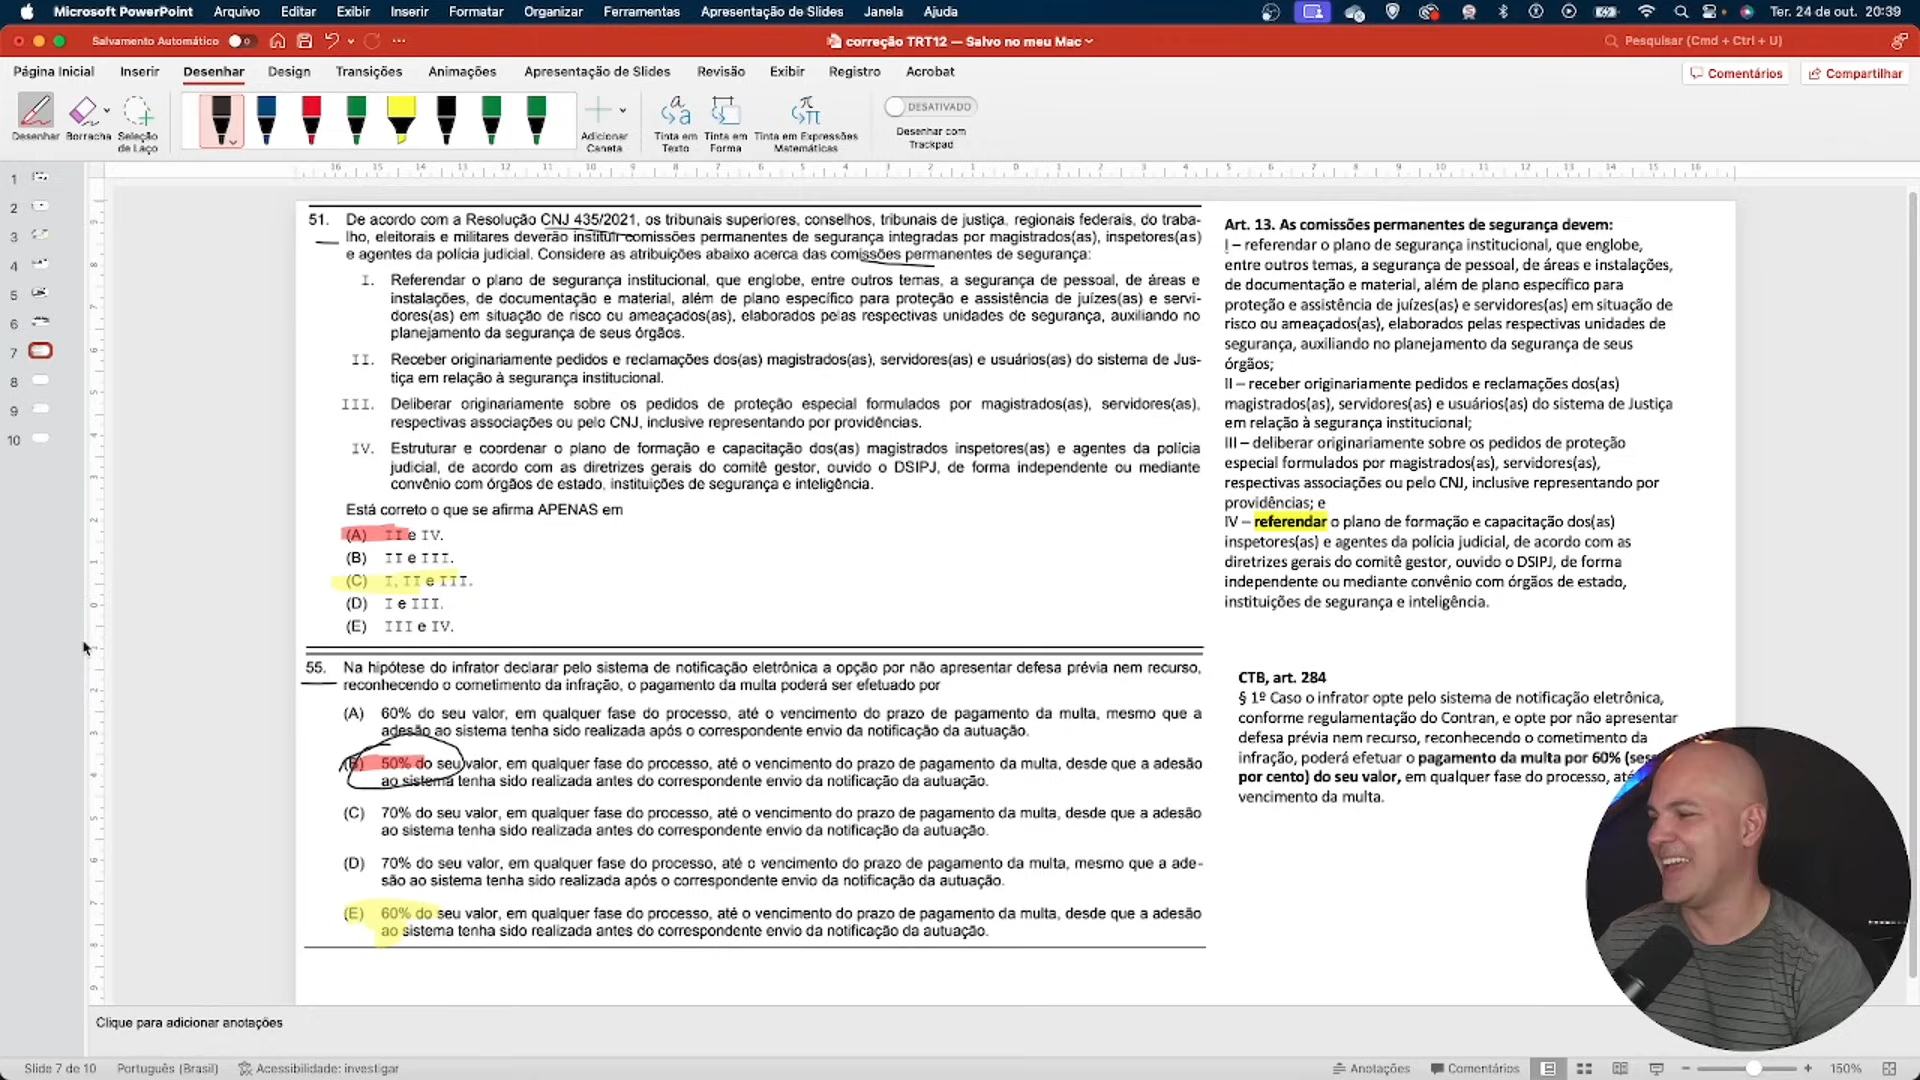 Microsoft PowerPoint Arquivo Editar Exibir Inserir Formatar Organizar Ferramentas Apresentação de Slides Janela Ajuda Ter. 24 de out. 20:39
Salvamento Automático correção TRT12 — Salvo no meu Mac Pesquisar (Cmd + Ctrl + U)
Página Inicial Inserir Desenhar Design Transições Animações Apresentação de Slides Revisão Exibir Registro Acrobat Comentários Compartilhar
Desenhar Borracha Seleção de Laço Adicionar Caneta Tinta em Texto Tinta em Forma Tinta em Expressões Matemáticas DESATIVADO Desenhar com Trackpad
1
2
3
4
5
6
7
8
9
10
51. De acordo com a Resolução CNJ 435/2021, os tribunais superiores, conselhos, tribunais de justiça, regionais federais, do traba-
lho, eleitorais e militares deverão instituir comissões permanentes de segurança integradas por magistrados(as), inspetores(as)
e agentes da polícia judicial. Considere as atribuições abaixo acerca das comissões permanentes de segurança:
I. Referendar o plano de segurança institucional, que englobe, entre outros temas, a segurança de pessoal, de áreas e
instalações, de documentação e material, além de plano específico para proteção e assistência de juízes(as) e servi-
dores(as) em situação de risco ou ameaçados(as), elaborados pelas respectivas unidades de segurança, auxiliando no
planejamento da segurança de seus órgãos.
II. Receber originariamente pedidos e reclamações dos(as) magistrados(as), servidores(as) e usuários(as) do sistema de Jus-
tiça em relação à segurança institucional.
III. Deliberar originariamente sobre os pedidos de proteção especial formulados por magistrados(as), servidores(as),
respectivas associações ou pelo CNJ, inclusive representando por providências.
IV. Estruturar e coordenar o plano de formação e capacitação dos(as) magistrados inspetores(as) e agentes da polícia
judicial, de acordo com as diretrizes gerais do comitê gestor, ouvido o DSIPJ, de forma independente ou mediante
convênio com órgãos de estado, instituições de segurança e inteligência.
Está correto o que se afirma APENAS em
(A) II e IV.
(B) II e III.
(C) I, II e III.
(D) I e III.
(E) III e IV.
55. Na hipótese do infrator declarar pelo sistema de notificação eletrônica a opção por não apresentar defesa prévia nem recurso,
reconhecendo o cometimento da infração, o pagamento da multa poderá ser efetuado por
(A) 60% do seu valor, em qualquer fase do processo, até o vencimento do prazo de pagamento da multa, mesmo que a
adesão ao sistema tenha sido realizada após o correspondente envio da notificação da autuação.
(B) 50% do seu valor, em qualquer fase do processo, até o vencimento do prazo de pagamento da multa, desde que a adesão
ao sistema tenha sido realizada antes do correspondente envio da notificação da autuação.
(C) 70% do seu valor, em qualquer fase do processo, até o vencimento do prazo de pagamento da multa, desde que a adesão
ao sistema tenha sido realizada antes do correspondente envio da notificação da autuação.
(D) 70% do seu valor, em qualquer fase do processo, até o vencimento do prazo de pagamento da multa, mesmo que a ade-
são ao sistema tenha sido realizada após o correspondente envio da notificação da autuação.
(E) 60% do seu valor, em qualquer fase do processo, até o vencimento do prazo de pagamento da multa, desde que a adesão
ao sistema tenha sido realizada antes do correspondente envio da notificação da autuação.
Art. 13. As comissões permanentes de segurança devem:
I – referendar o plano de segurança institucional, que englobe,
entre outros temas, a segurança de pessoal, de áreas e instalações,
de documentação e material, além de plano específico para
proteção e assistência de juízes(as) e servidores(as) em situação de
risco ou ameaçados(as), elaborados pelas respectivas unidades de
segurança, auxiliando no planejamento da segurança de seus
órgãos;
II – receber originariamente pedidos e reclamações dos(as)
magistrados(as), servidores(as) e usuários(as) do sistema de Justiça
em relação à segurança institucional;
III – deliberar originariamente sobre os pedidos de proteção
especial formulados por magistrados(as), servidores(as),
respectivas associações ou pelo CNJ, inclusive representando por
providências; e
IV – referendar o plano de formação e capacitação dos(as)
inspetores(as) e agentes da polícia judicial, de acordo com as
diretrizes gerais do comitê gestor, ouvido o DSIPJ, de forma
independente ou mediante convênio com órgãos de estado,
instituições de segurança e inteligência.
CTB, art. 284
§ 1º Caso o infrator opte pelo sistema de notificação eletrônica,
conforme regulamentação do Contran, e opte por não apresentar
defesa prévia nem recurso, reconhecendo o cometimento da
infração, poderá efetuar o pagamento da multa por 60%
por cento) do seu valor, em qualquer fase do processo, até
vencimento da multa.
Clique para adicionar anotações
Slide 7 de 10 Português (Brasil) Acessibilidade: investigar Anotações Comentários 150%